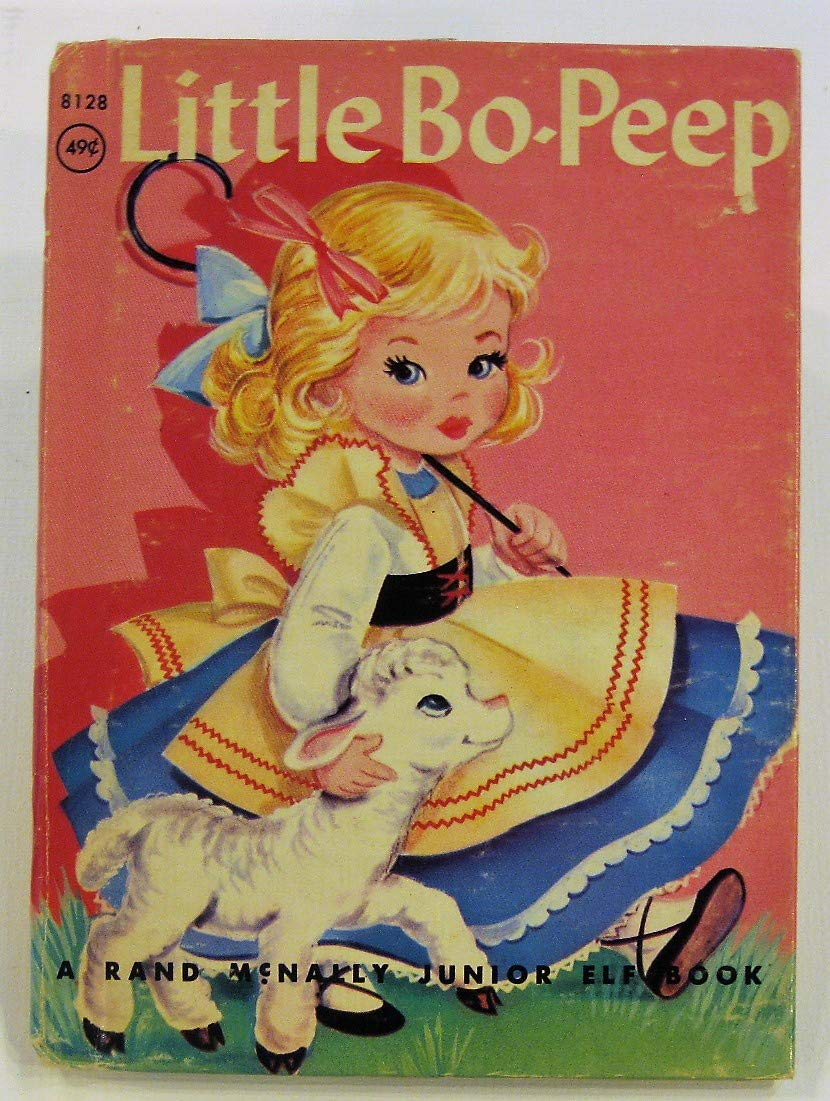 Little Bo-Peep
8128
49¢
A RAND McNALLY JUNIOR ELF BOOK